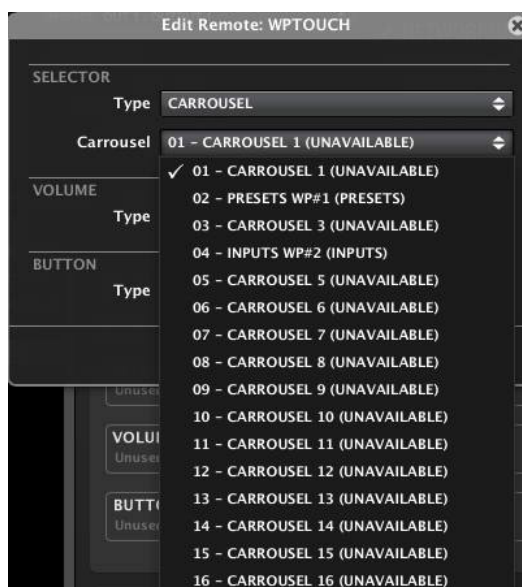 Edit Remote: WPTOUCH
SELECTOR
Type CARROUSEL
Carrousel 01 – CARROUSEL 1 (UNAVAILABLE)
✓ 01 – CARROUSEL 1 (UNAVAILABLE)
02 – PRESETS WP#1 (PRESETS)
VOLUME
Type
03 – CARROUSEL 3 (UNAVAILABLE)
04 – INPUTS WP#2 (INPUTS)
BUTTON
Type
05 – CARROUSEL 5 (UNAVAILABLE)
06 – CARROUSEL 6 (UNAVAILABLE)
07 – CARROUSEL 7 (UNAVAILABLE)
08 – CARROUSEL 8 (UNAVAILABLE)
09 – CARROUSEL 9 (UNAVAILABLE)
10 – CARROUSEL 10 (UNAVAILABLE)
11 – CARROUSEL 11 (UNAVAILABLE)
12 – CARROUSEL 12 (UNAVAILABLE)
13 – CARROUSEL 13 (UNAVAILABLE)
14 – CARROUSEL 14 (UNAVAILABLE)
15 – CARROUSEL 15 (UNAVAILABLE)
16 – CARROUSEL 16 (UNAVAILABLE)